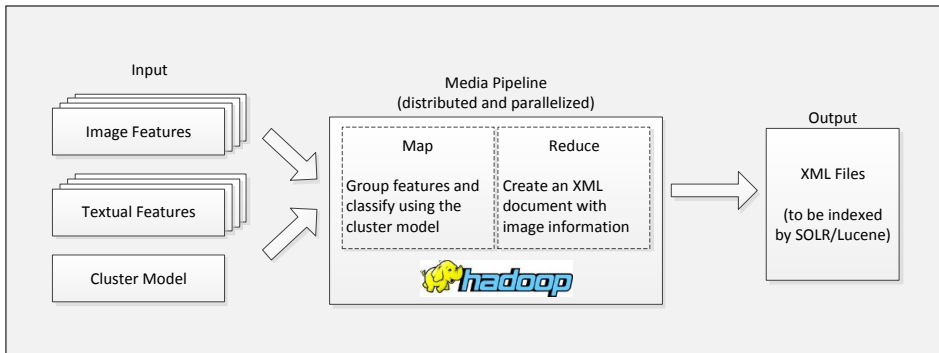 Input
Image Features
Textual Features
Cluster Model
Media Pipeline
(distributed and parallelized)
Map
Group features and
classify using the
cluster model
Reduce
Create an XML
document with
image information
hadoop
Output
XML Files
(to be indexed
by SOLR/Lucene)